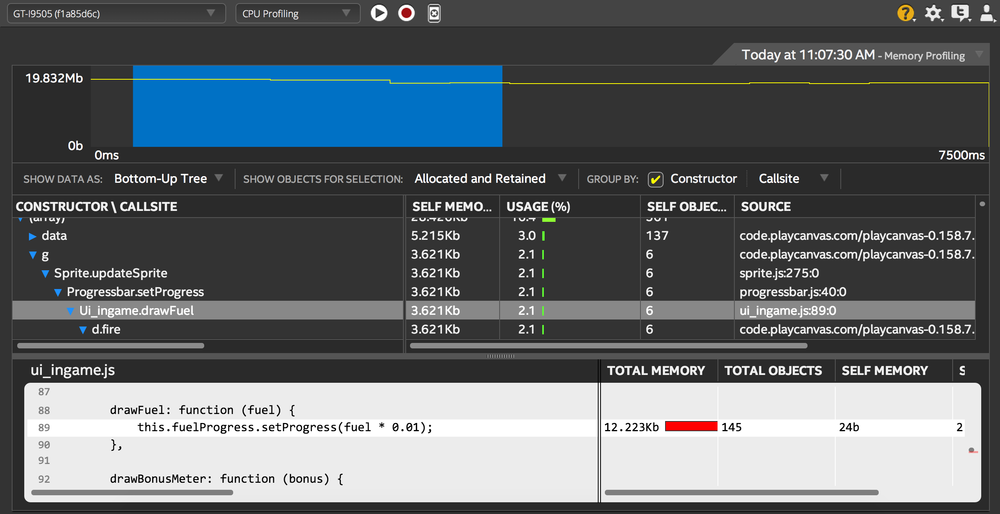 GT-I9505 (f1a85d6c) CPU Profiling
Today at 11:07:30 AM - Memory Profiling
19.832Mb
0b
0ms 7500ms
SHOW DATA AS: Bottom-Up Tree SHOW OBJECTS FOR SELECTION: Allocated and Retained GROUP BY: Constructor Callsite
CONSTRUCTOR \ CALLSITE SELF MEMO... USAGE (%) SELF OBJEC... SOURCE
(array) 28.426Kb 16.4 561
data 5.215Kb 3.0 137 code.playcanvas.com/playcanvas-0.158.7.
g 3.621Kb 2.1 6 code.playcanvas.com/playcanvas-0.158.7.
Sprite.updateSprite 3.621Kb 2.1 6 sprite.js:275:0
Progressbar.setProgress 3.621Kb 2.1 6 progressbar.js:40:0
Ui_ingame.drawFuel 3.621Kb 2.1 6 ui_ingame.js:89:0
d.fire 3.621Kb 2.1 6 code.playcanvas.com/playcanvas-0.158.7.
ui_ingame.js TOTAL MEMORY TOTAL OBJECTS SELF MEMORY S
87
88 drawFuel: function (fuel) {
89 this.fuelProgress.setProgress(fuel * 0.01); 12.223Kb 145 24b 2
90 },
91
92 drawBonusMeter: function (bonus) {